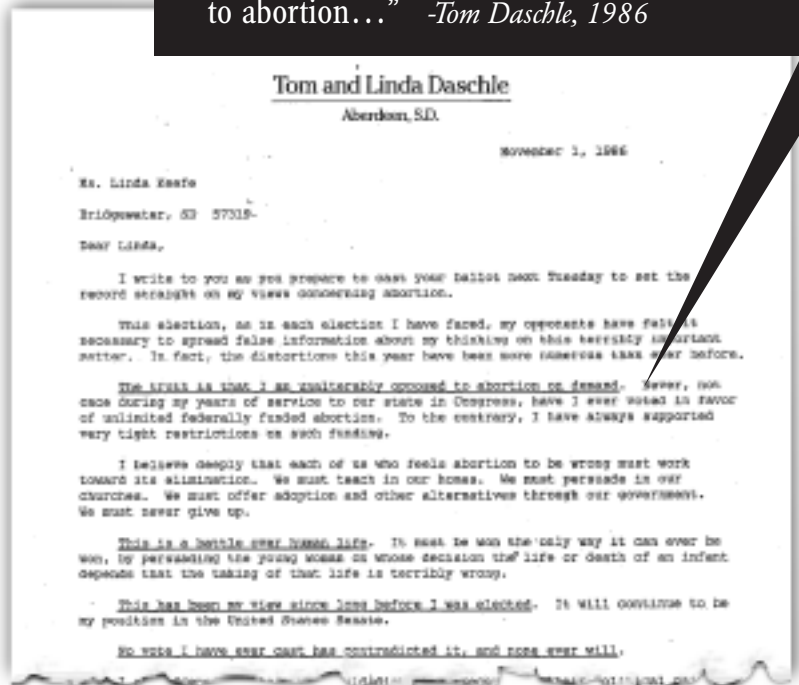 to abortion…” -Tom Daschle, 1986
Tom and Linda Daschle
Aberdeen, S.D.
November 1, 1986
Ms. Linda Keefe
Bridgewater, SD 57319
Dear Linda,
I write to you as you prepare to cast your ballot next Tuesday to set the
record straight on my views concerning abortion.
This election, as in each election I have faced, my opponents have felt it
necessary to spread false information about my thinking on this terribly important
matter. In fact, the distortions this year have been more numerous than ever before.
The truth is that I am unalterably opposed to abortion on demand. Never, not
once during my years of service to our state in Congress, have I ever voted in favor
of unlimited federally funded abortion. To the contrary, I have always supported
very tight restrictions on such funding.
I believe deeply that each of us who feels abortion to be wrong must work
toward its elimination. We must teach in our homes. We must persuade in our
churches. We must offer adoption and other alternatives through our government.
We must never give up.
This is a battle over human life. It must be won the only way it can ever be
won, by persuading the young woman on whose decision the life or death of an infant
depends that the taking of that life is terribly wrong.
This has been my view since long before I was elected. It will continue to be
my position in the United States Senate.
No vote I have ever cast has contradicted it, and none ever will.